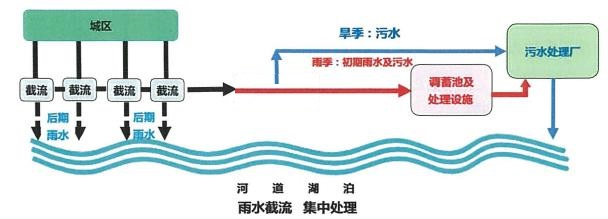 城区
旱季：污水
污水处理厂
雨季：初期雨水及污水
截流 截流 截流 截流
调蓄池及
处理设施
后期
雨水
后期
雨水
河 道 湖 泊
雨水截流 集中处理